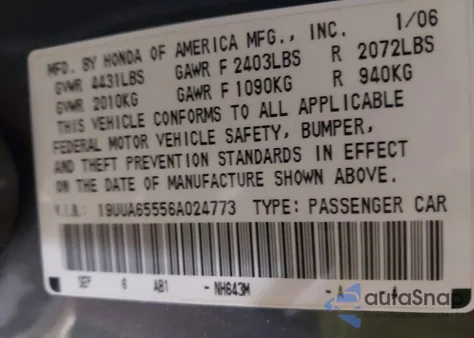 MFD. BY HONDA OF AMERICA MFG., INC. 1/06
GVWR 4431LBS GAWR F 2403LBS R 2072LBS
GVWR 2010KG GAWR F 1090KG R 940KG
THIS VEHICLE CONFORMS TO ALL APPLICABLE
FEDERAL MOTOR VEHICLE SAFETY, BUMPER,
AND THEFT PREVENTION STANDARDS IN EFFECT
ON THE DATE OF MANUFACTURE SHOWN ABOVE.
V.I.N.: 19UUA65556A024773 TYPE: PASSENGER CAR
SEP 6 AB1 -NH643M -A
autoSnap